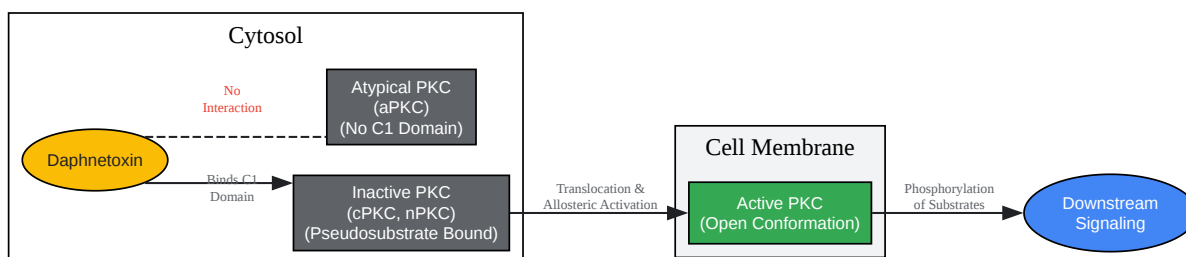 Cytosol
No
Interaction
Atypical PKC
(aPKC)
(No C1 Domain)
Daphnetoxin
Binds C1
Domain
Inactive PKC
(cPKC, nPKC)
(Pseudosubstrate Bound)
Translocation &
Allosteric Activation
Cell Membrane
Active PKC
(Open Conformation)
Phosphorylation
of Substrates
Downstream
Signaling